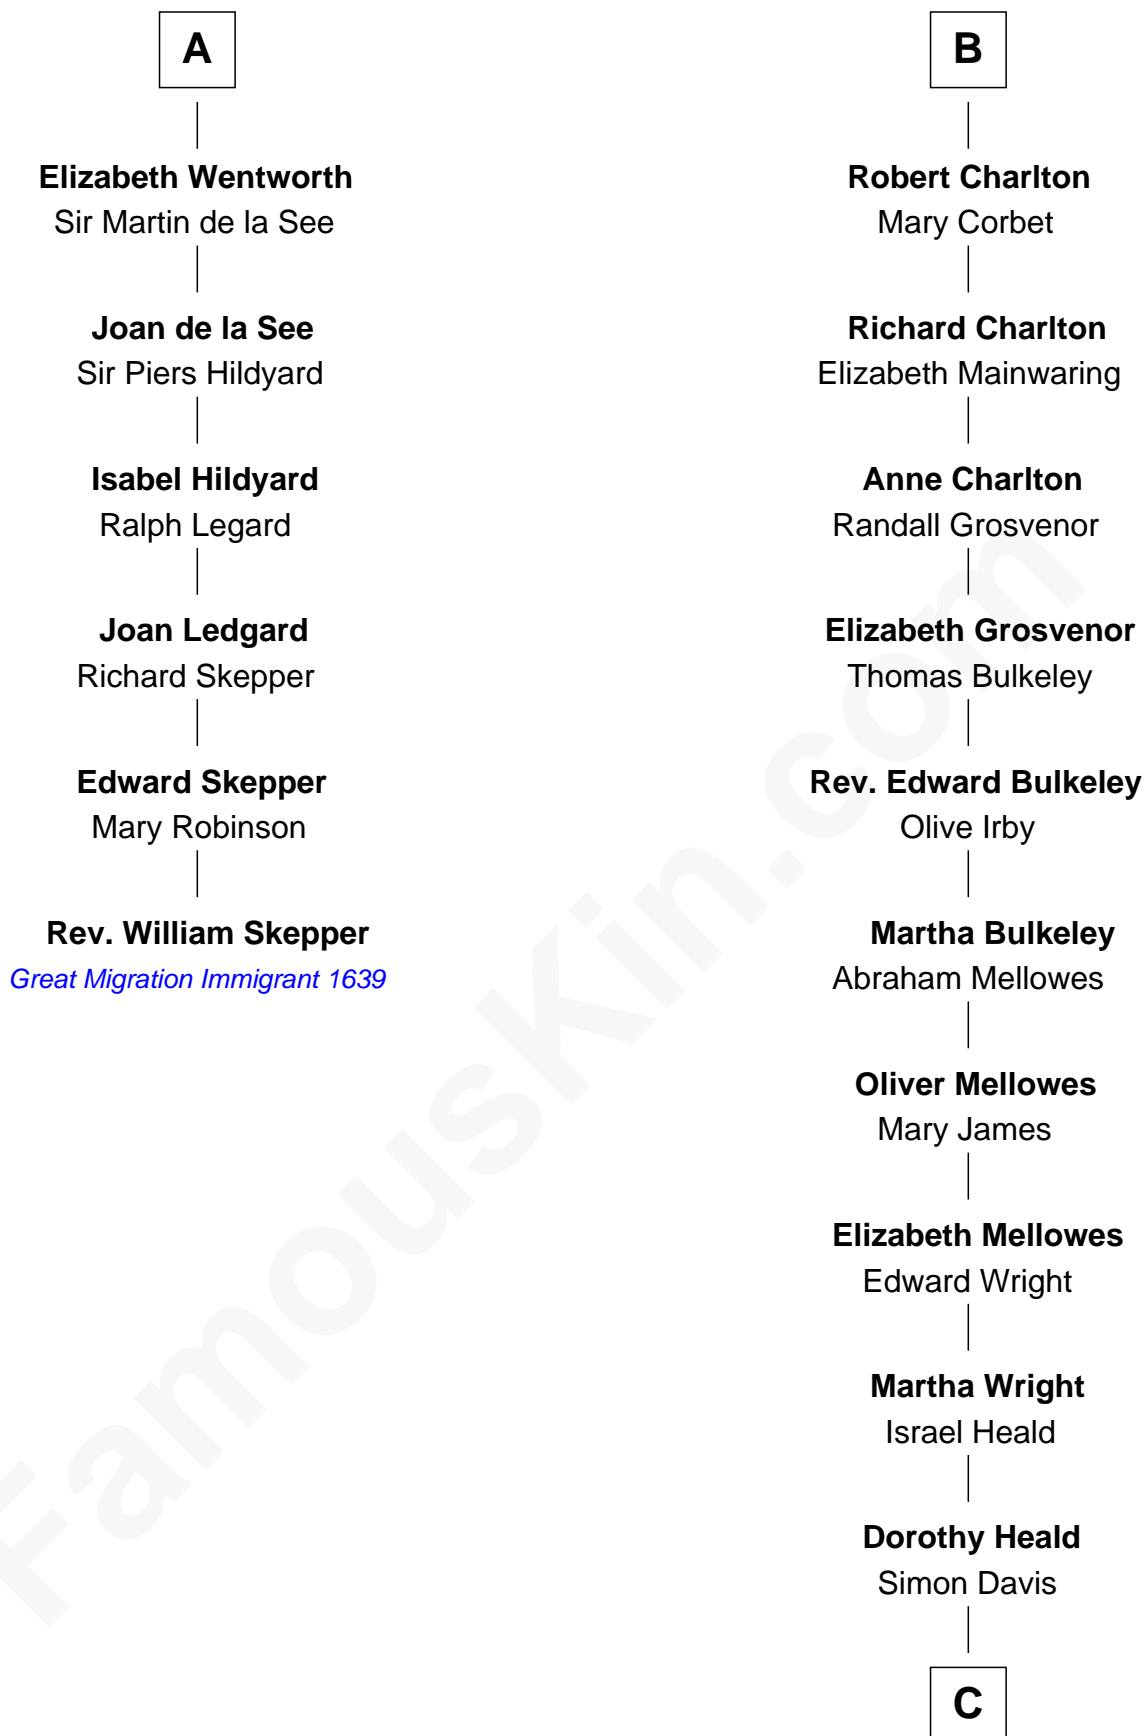 A
Elizabeth Wentworth
Sir Martin de la See
Joan de la See
Sir Piers Hildyard
Isabel Hildyard
Ralph Legard
Joan Ledgard
Richard Skepper
Edward Skepper
Mary Robinson
Rev. William Skepper
Great Migration Immigrant 1639
B
Robert Charlton
Mary Corbet
Richard Charlton
Elizabeth Mainwaring
Anne Charlton
Randall Grosvenor
Elizabeth Grosvenor
Thomas Bulkeley
Rev. Edward Bulkeley
Olive Irby
Martha Bulkeley
Abraham Mellowes
Oliver Mellowes
Mary James
Elizabeth Mellowes
Edward Wright
Martha Wright
Israel Heald
Dorothy Heald
Simon Davis
C
FamousKin.com